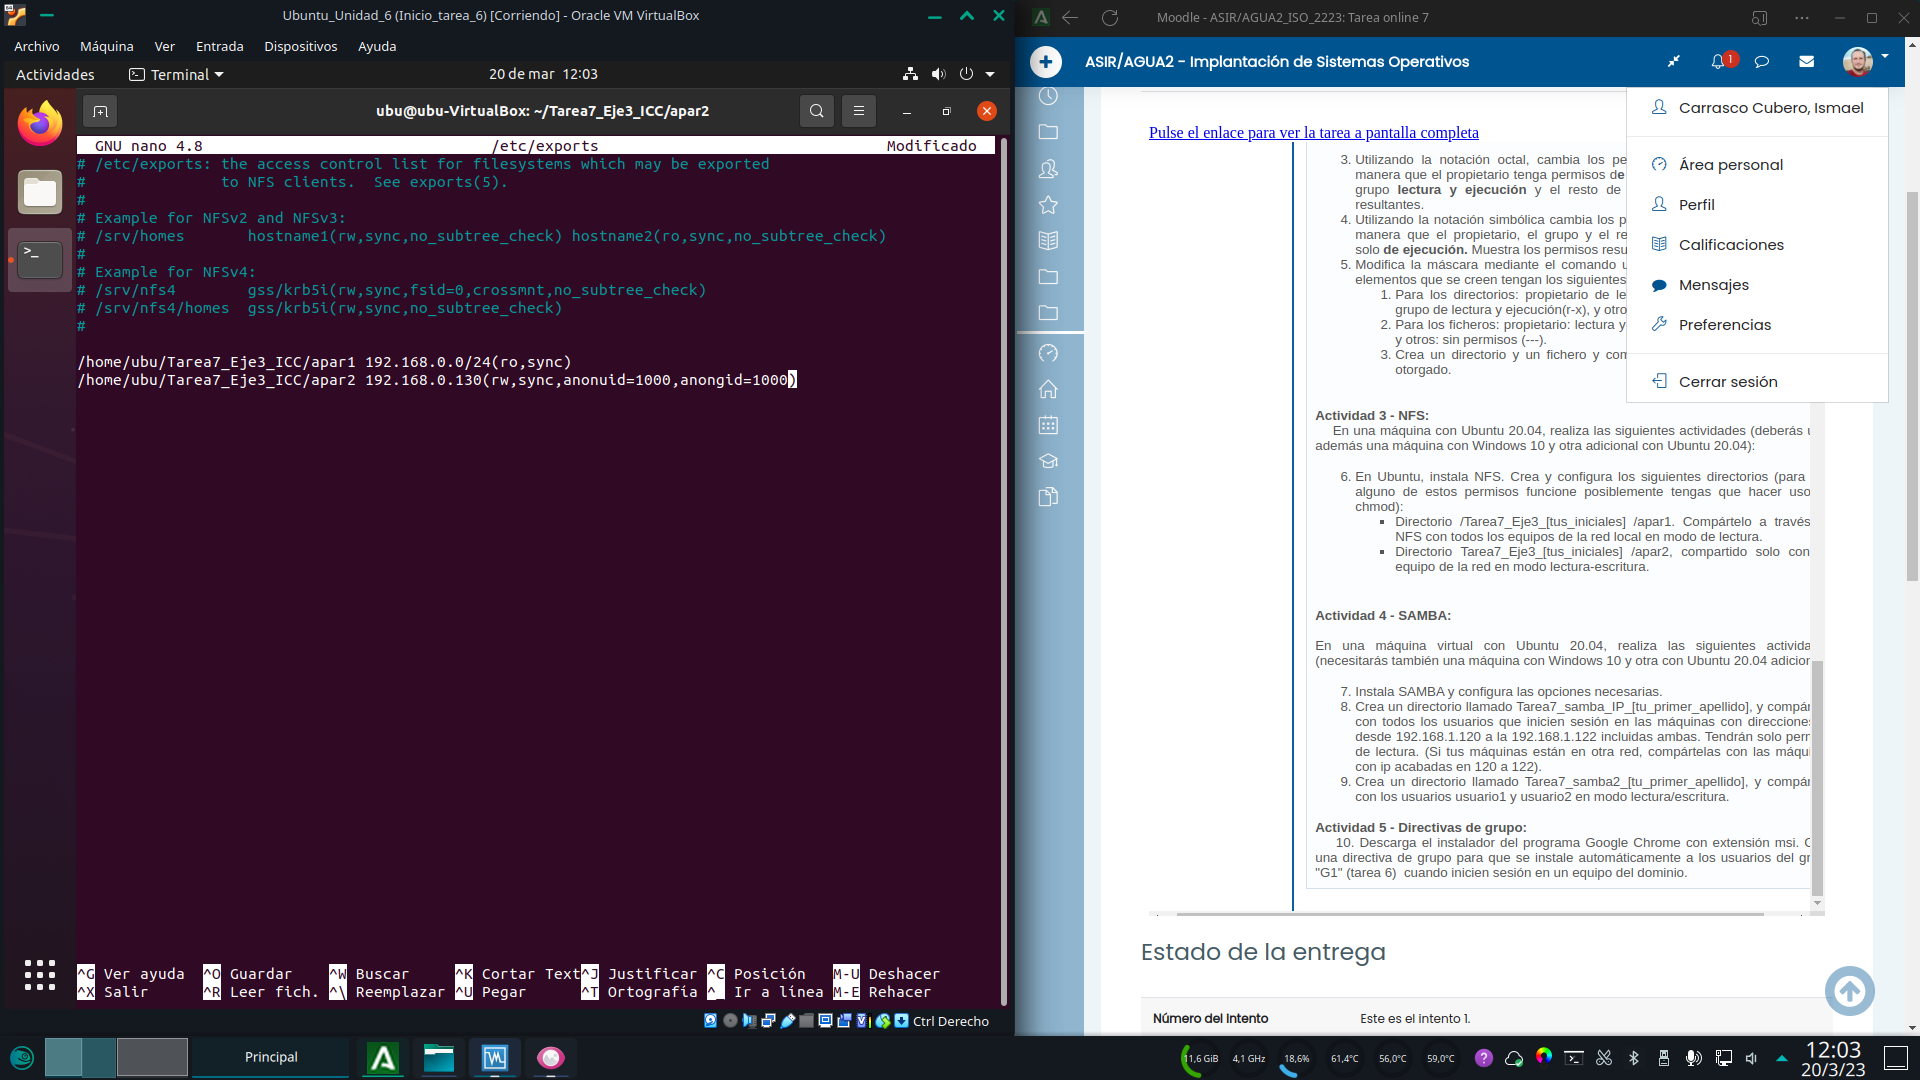 Ubuntu_Unidad_6 (Inicio_tarea_6) [Corriendo] - Oracle VM VirtualBox
Archivo Máquina Ver Entrada Dispositivos Ayuda
Actividades Terminal 20 de mar 12:03
ubu@ubu-VirtualBox: ~/Tarea7_Eje3_ICC/apar2
GNU nano 4.8 /etc/exports Modificado
# /etc/exports: the access control list for filesystems which may be exported
# to NFS clients. See exports(5).
#
# Example for NFSv2 and NFSv3:
# /srv/homes hostname1(rw,sync,no_subtree_check) hostname2(ro,sync,no_subtree_check)
#
# Example for NFSv4:
# /srv/nfs4 gss/krb5i(rw,sync,fsid=0,crossmnt,no_subtree_check)
# /srv/nfs4/homes gss/krb5i(rw,sync,no_subtree_check)
#
/home/ubu/Tarea7_Eje3_ICC/apar1 192.168.0.0/24(ro,sync)
/home/ubu/Tarea7_Eje3_ICC/apar2 192.168.0.130(rw,sync,anonuid=1000,anongid=1000)
^G Ver ayuda ^O Guardar ^W Buscar ^K Cortar Text ^J Justificar ^C Posición M-U Deshacer
^X Salir ^R Leer fich. ^\ Reemplazar ^U Pegar ^T Ortografía ^_ Ir a línea M-E Rehacer
Ctrl Derecho
Moodle - ASIR/AGUA2_ISO_2223: Tarea online 7
ASIR/AGUA2 - Implantación de Sistemas Operativos
1
Carrasco Cubero, Ismael
Área personal
Perfil
Calificaciones
Mensajes
Preferencias
Cerrar sesión
Pulse el enlace para ver la tarea a pantalla completa
3. Utilizando la notación octal, cambia los pe
manera que el propietario tenga permisos de
grupo lectura y ejecución y el resto de
resultantes.
4. Utilizando la notación simbólica cambia los p
manera que el propietario, el grupo y el re
solo de ejecución. Muestra los permisos resu
5. Modifica la máscara mediante el comando u
elementos que se creen tengan los siguientes
1. Para los directorios: propietario de le
grupo de lectura y ejecución(r-x), y otro
2. Para los ficheros: propietario: lectura y
y otros: sin permisos (---).
3. Crea un directorio y un fichero y con
otorgado.
Actividad 3 - NFS:
En una máquina con Ubuntu 20.04, realiza las siguientes actividades (deberás u
además una máquina con Windows 10 y otra adicional con Ubuntu 20.04):
6. En Ubuntu, instala NFS. Crea y configura los siguientes directorios (para
alguno de estos permisos funcione posiblemente tengas que hacer uso
chmod):
Directorio /Tarea7_Eje3_[tus_iniciales] /apar1. Compártelo a través
NFS con todos los equipos de la red local en modo de lectura.
Directorio Tarea7_Eje3_[tus_iniciales] /apar2, compartido solo con
equipo de la red en modo lectura-escritura.
Actividad 4 - SAMBA:
En una máquina virtual con Ubuntu 20.04, realiza las siguientes activida
(necesitarás también una máquina con Windows 10 y otra con Ubuntu 20.04 adicion
7. Instala SAMBA y configura las opciones necesarias.
8. Crea un directorio llamado Tarea7_samba_IP_[tu_primer_apellido], y compár
con todos los usuarios que inicien sesión en las máquinas con direcciones
desde 192.168.1.120 a la 192.168.1.122 incluidas ambas. Tendrán solo perm
de lectura. (Si tus máquinas están en otra red, compártelas con las máqui
con ip acabadas en 120 a 122).
9. Crea un directorio llamado Tarea7_samba2_[tu_primer_apellido], y compár
con los usuarios usuario1 y usuario2 en modo lectura/escritura.
Actividad 5 - Directivas de grupo:
10. Descarga el instalador del programa Google Chrome con extensión msi. C
una directiva de grupo para que se instale automáticamente a los usuarios del gr
"G1" (tarea 6) cuando inicien sesión en un equipo del dominio.
Estado de la entrega
Número del intento Este es el intento 1.
Principal
11,6 GiB 4,1 GHz 18,6% 61,4°C 56,0°C 59,0°C
12:03
20/3/23